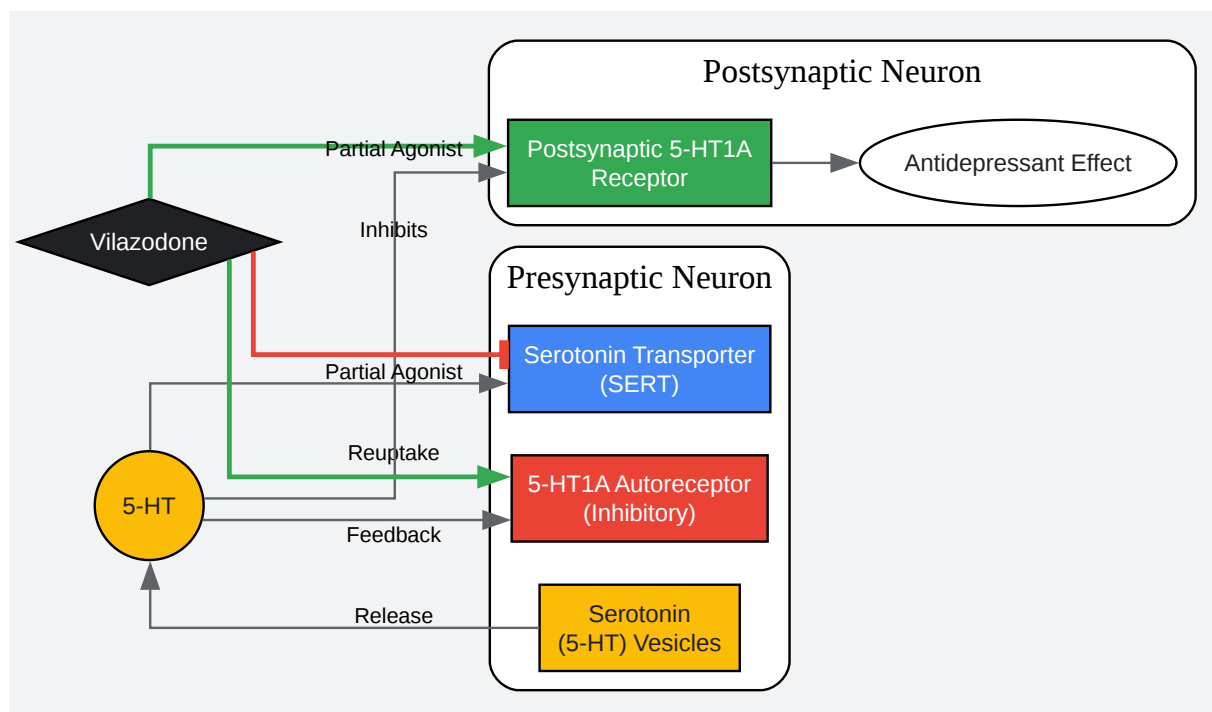 Postsynaptic Neuron
Partial Agonist
Postsynaptic 5-HT1A
Receptor
Antidepressant Effect
Inhibits
Vilazodone
Presynaptic Neuron
Serotonin Transporter
(SERT)
Partial Agonist
Reuptake
5-HT1A Autoreceptor
(Inhibitory)
5-HT
Feedback
Release
Serotonin
(5-HT) Vesicles